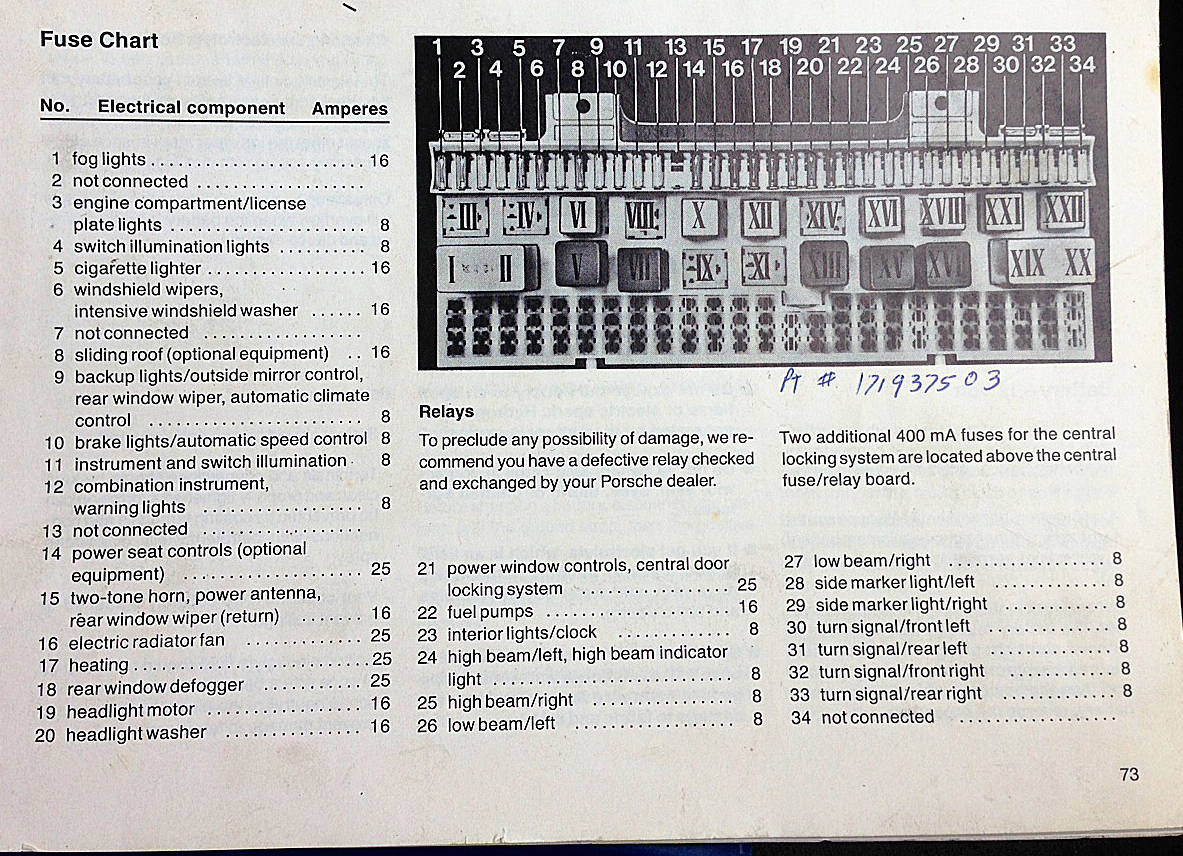 Fuse Chart
No. Electrical component Amperes
1 fog lights . . . . . . . . . . . . . . . . . . . . . . . 16
2 not connected . . . . . . . . . . . . . . . . . .
3 engine compartment/license
plate lights . . . . . . . . . . . . . . . . . . . . . 8
4 switch illumination lights . . . . . . . . . . 8
5 cigarette lighter . . . . . . . . . . . . . . . . . . 16
6 windshield wipers,
intensive windshield washer . . . . . . 16
7 not connected . . . . . . . . . . . . . . . . . .
8 sliding roof (optional equipment) . . 16
9 backup lights/outside mirror control,
rear window wiper, automatic climate
control . . . . . . . . . . . . . . . . . . . . . . . . 8
10 brake lights/automatic speed control 8
11 instrument and switch illumination . 8
12 combination instrument,
warning lights . . . . . . . . . . . . . . . . . . . 8
13 not connected . . . . . . . . . . . . . . . . . .
14 power seat controls (optional
equipment) . . . . . . . . . . . . . . . . . . . . 25
15 two-tone horn, power antenna,
rear window wiper (return) . . . . . . . 16
16 electric radiator fan . . . . . . . . . . . . . 25
17 heating . . . . . . . . . . . . . . . . . . . . . . . . . . 25
18 rear window defogger . . . . . . . . . . . 25
19 headlight motor . . . . . . . . . . . . . . . . . 16
20 headlight washer . . . . . . . . . . . . . . . 16
1 3 5 7 9 11 13 15 17 19 21 23 25 27 29 31 33
2 4 6 8 10 12 14 16 18 20 22 24 26 28 30 32 34
III IV VI VIII X XII XIV XVI XVIII XXI XXII
I II V VII IX XI XIII XV XVI XIX XX
PT # 171937503
Relays
To preclude any possibility of damage, we re-
commend you have a defective relay checked
and exchanged by your Porsche dealer.
Two additional 400 mA fuses for the central
locking system are located above the central
fuse/relay board.
21 power window controls, central door
locking system . . . . . . . . . . . . . . . . . 25
22 fuel pumps . . . . . . . . . . . . . . . . . . . . 16
23 interior lights/clock . . . . . . . . . . . . 8
24 high beam/left, high beam indicator
light . . . . . . . . . . . . . . . . . . . . . . . . . . . 8
25 high beam/right . . . . . . . . . . . . . . . 8
26 low beam/left . . . . . . . . . . . . . . . . . 8
27 low beam/right . . . . . . . . . . . . . . . . 8
28 side marker light/left . . . . . . . . . . . . 8
29 side marker light/right . . . . . . . . . . . 8
30 turn signal/front left . . . . . . . . . . . . . 8
31 turn signal/rear left . . . . . . . . . . . . . . 8
32 turn signal/front right . . . . . . . . . . . 8
33 turn signal/rear right . . . . . . . . . . . . 8
34 not connected . . . . . . . . . . . . . . . . . .
73